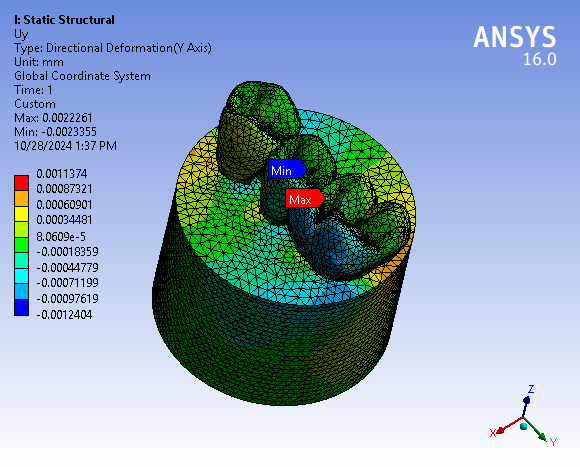 I: Static Structural
Uy
Type: Directional Deformation(Y Axis)
Unit: mm
Global Coordinate System
Time: 1
Custom
Max: 0.0022261
Min: -0.0023355
10/28/2024 1:37 PM
ANSYS
16.0
0.0011374
0.00087321
0.00060901
0.00034481
8.0609e-5
-0.00018359
-0.00044779
-0.00071199
-0.00097619
-0.0012404
Min
Max
Z
X
Y